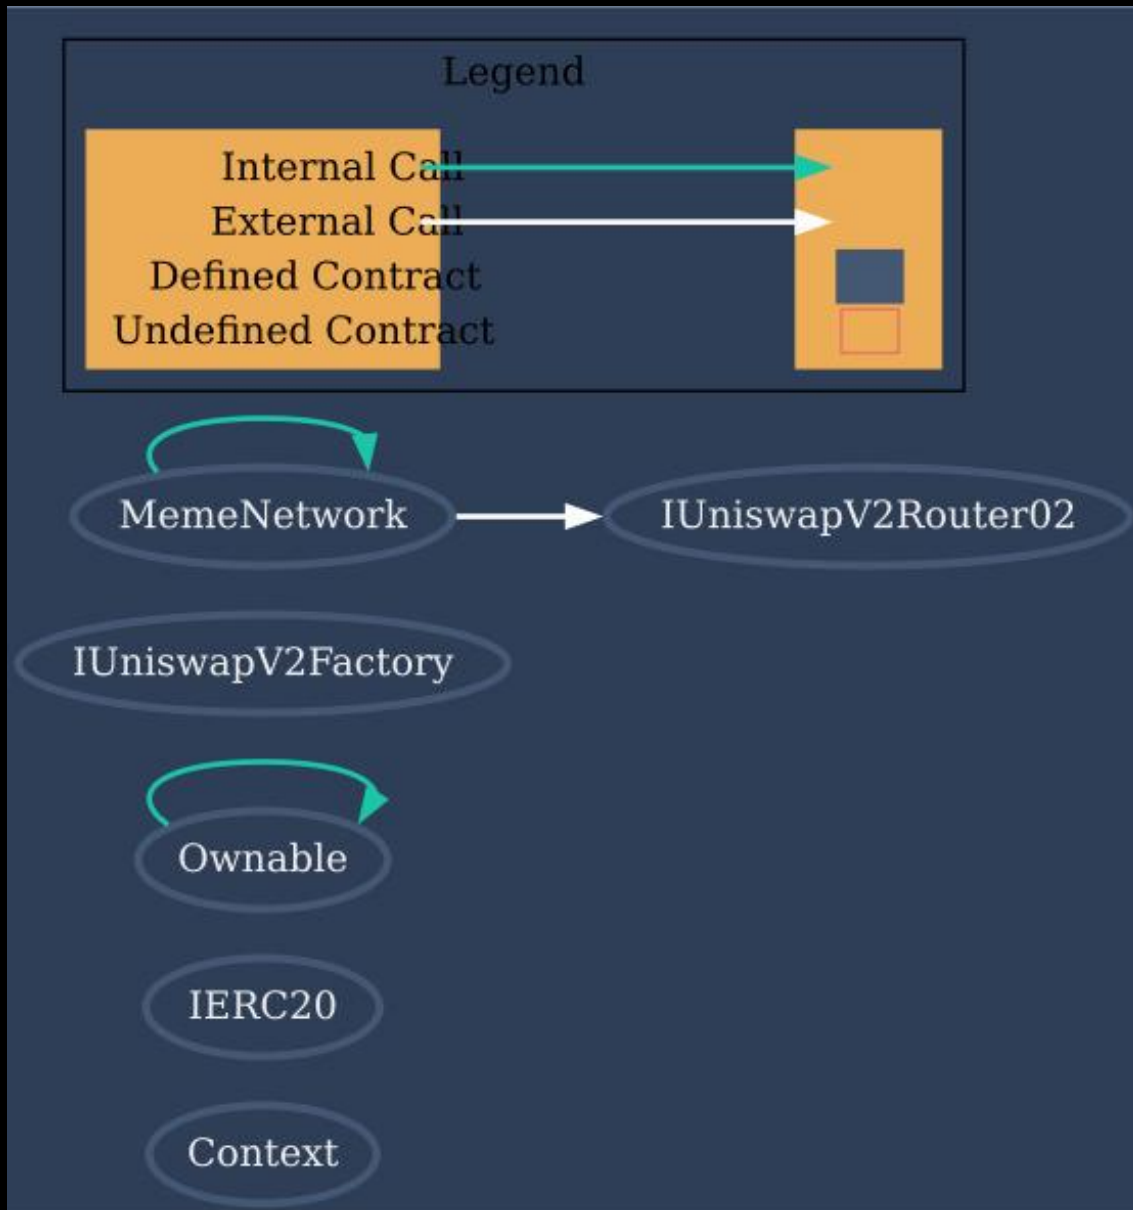 Legend
Internal Call
External Call
Defined Contract
Undefined Contract
MemeNetwork
IUniswapV2Router02
IUniswapV2Factory
Ownable
IERC20
Context